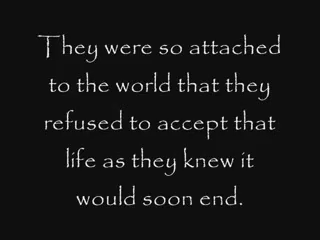 They were so attached
to the world that they
refused to accept that
life as they knew it
would soon end.